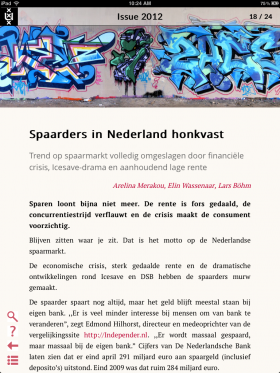 iPad 10:24 AM 75%
Issue 2012 18 / 24
Spaarders in Nederland honkvast
Trend op spaarmarkt volledig omgeslagen door financiële
crisis, Icesave-drama en aanhoudend lage rente
Arelina Merakou, Elin Wassenaar, Lars Böhm
Sparen loont bijna niet meer. De rente is fors gedaald, de
concurrentiestrijd verflauwt en de crisis maakt de consument
voorzichtig.
Blijven zitten waar je zit. Dat is het motto op de Nederlandse
spaarmarkt.
De economische crisis, sterk gedaalde rente en de dramatische
ontwikkelingen rond Icesave en DSB hebben de spaarders murw
gemaakt.
De spaarder spaart nog altijd, maar het geld blijft meestal staan bij
eigen bank. ,,Er is veel minder interesse bij mensen om van bank te
veranderen", zegt Edmond Hilhorst, directeur en medeoprichter van de
vergelijkingssite http://Independer.nl. ,,Er wordt massaal gespaard,
maar massaal bij de eigen bank." Cijfers van De Nederlandsche Bank
laten zien dat er eind april 291 miljard euro aan spaargeld (inclusief
deposito's) uitstond. Eind 2009 was dat ruim 284 miljard euro.